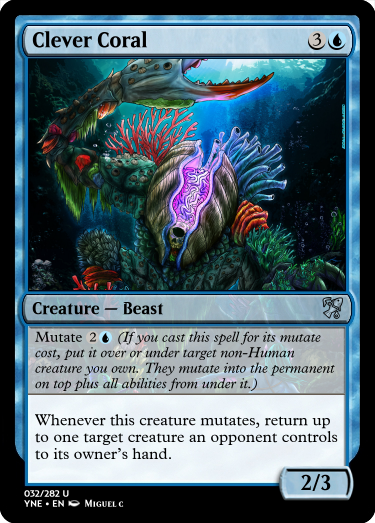 Clever Coral 3
Creature — Beast
Mutate 2 (If you cast this spell for its mutate
cost, put it over or under target non-Human
creature you own. They mutate into the permanent
on top plus all abilities from under it.)
Whenever this creature mutates, return up
to one target creature an opponent controls
to its owner's hand.
2/3
032/282 U
YNE • EN Miguel C